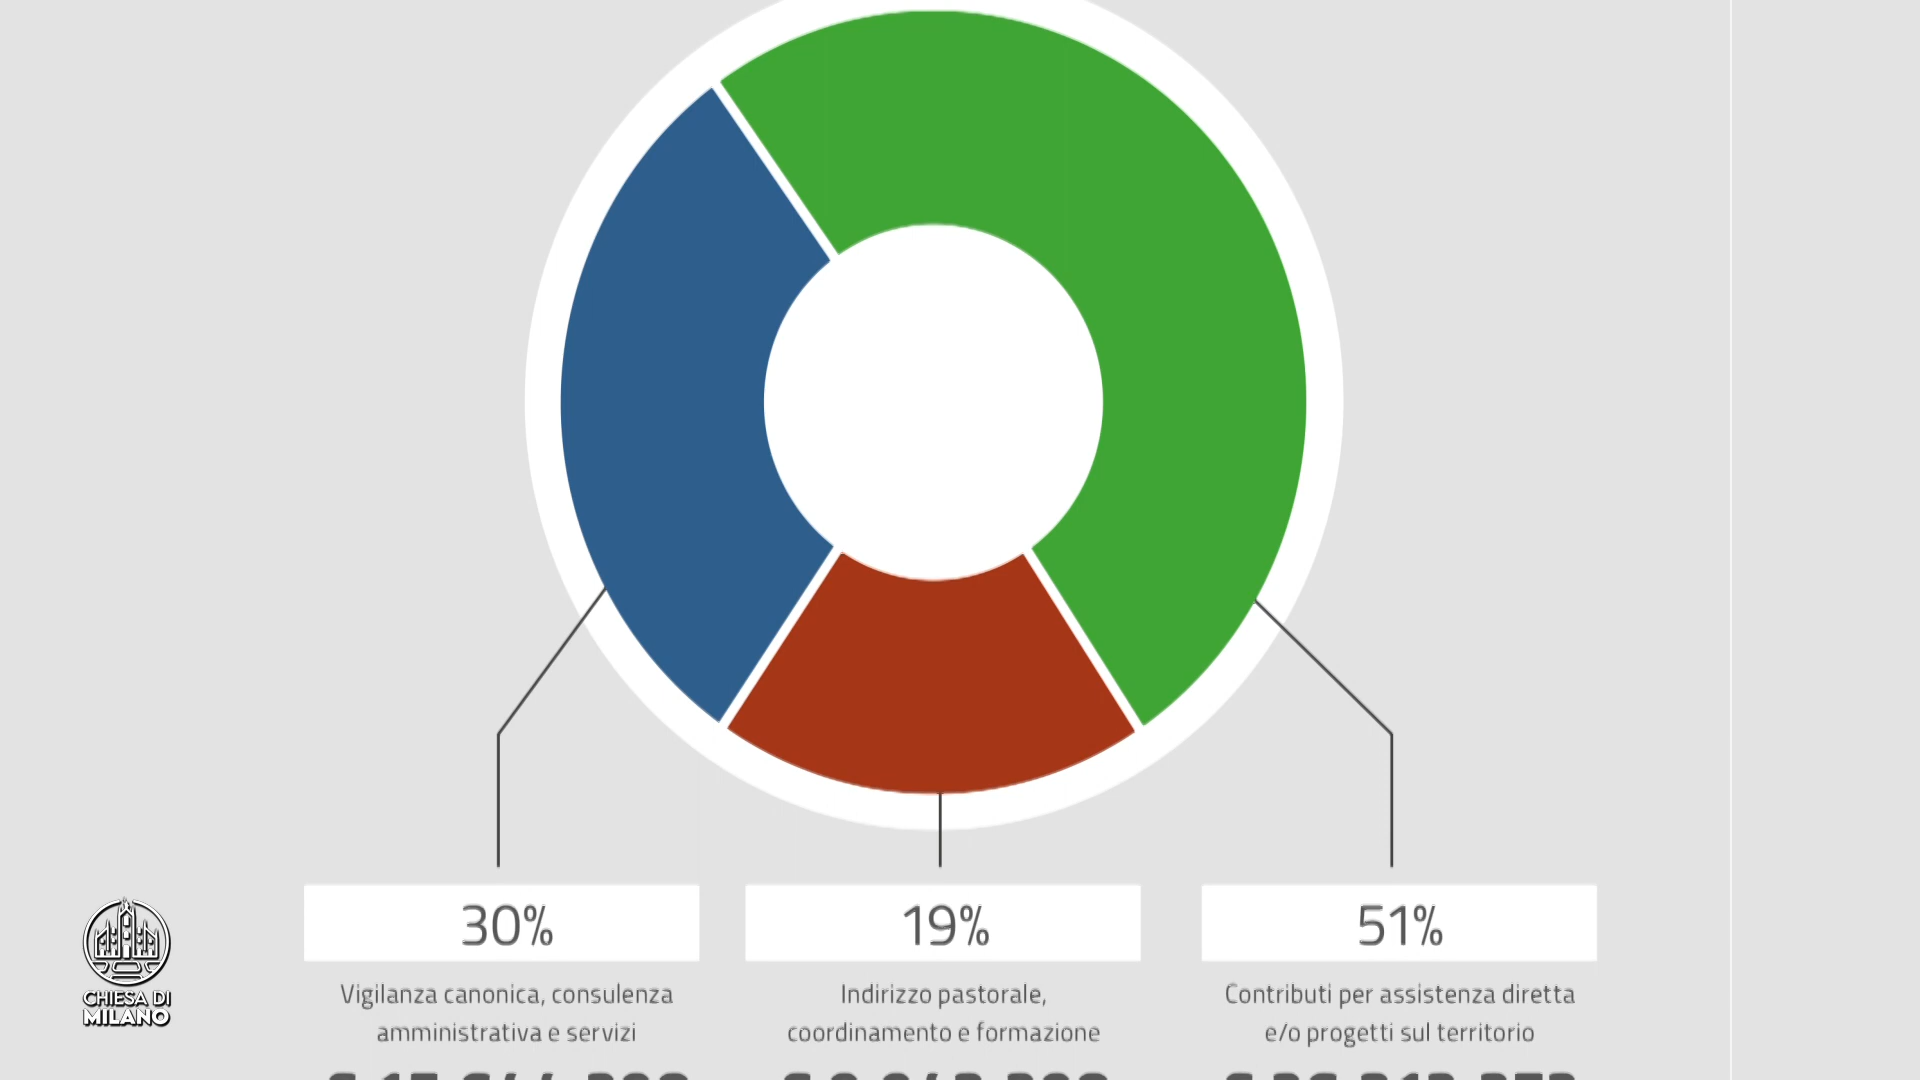 30%
19%
51%
Vigilanza canonica, consulenza
amministrativa e servizi
Indirizzo pastorale,
coordinamento e formazione
Contributi per assistenza diretta
e/o progetti sul territorio
CHIESA DI
MILANO